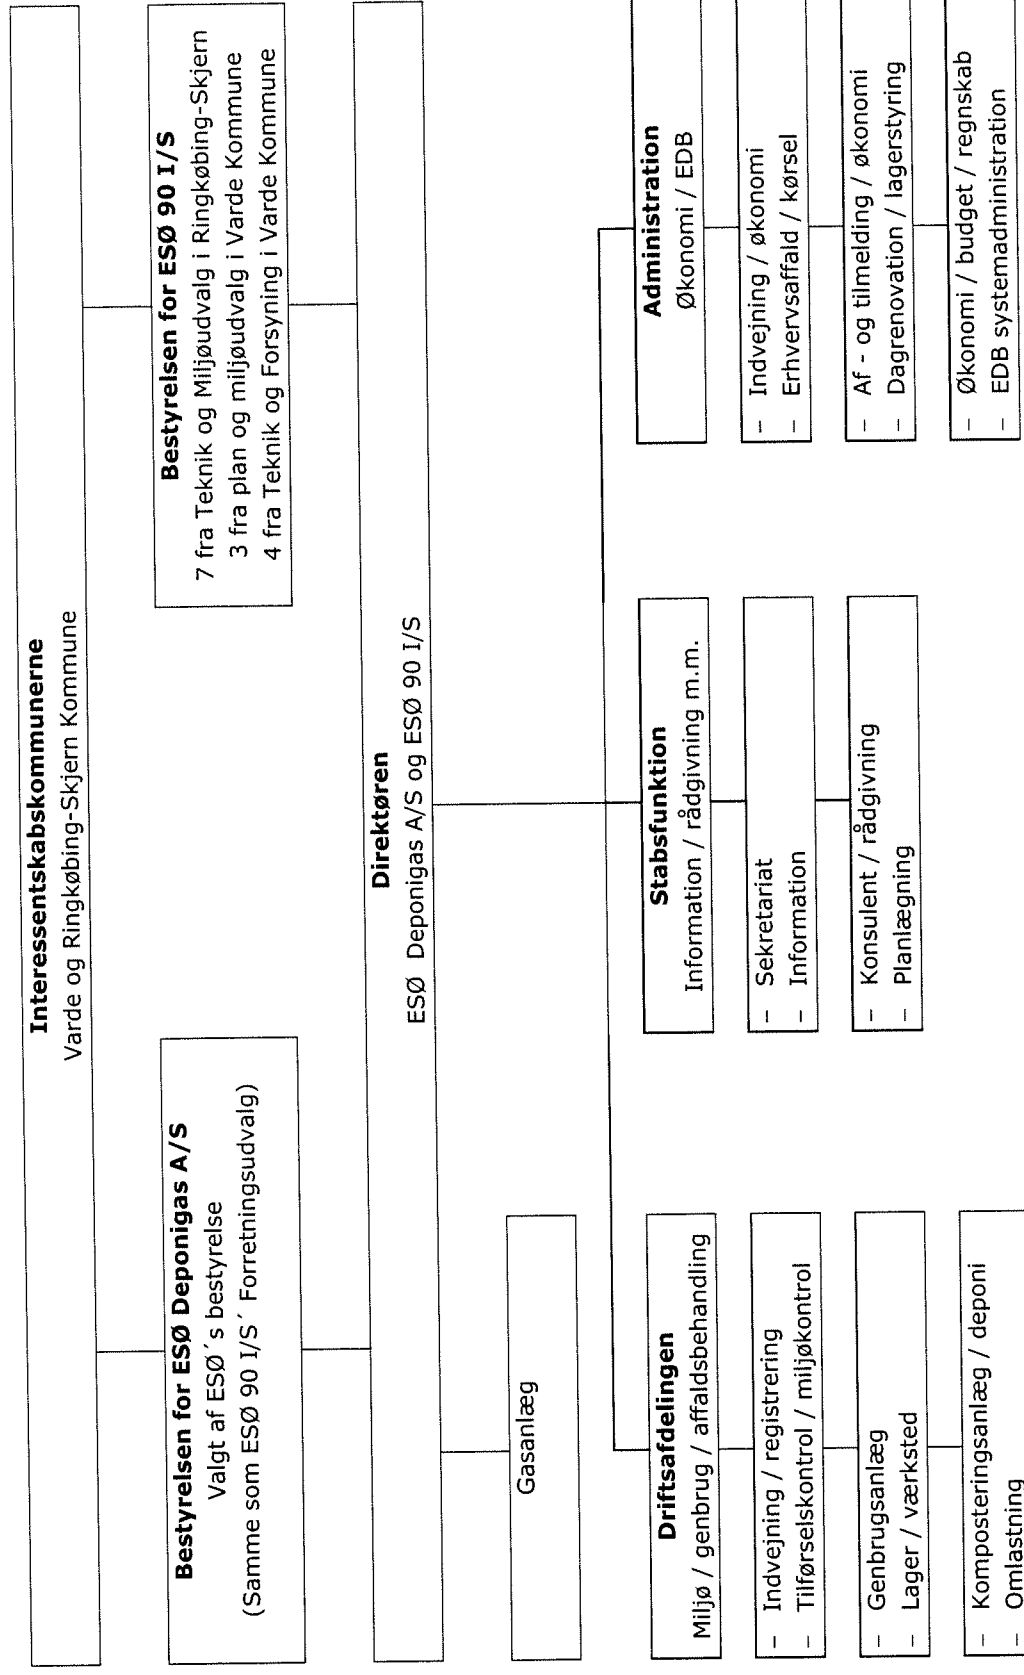 Interessentskabskommunerne
Varde og Ringkøbing-Skjern Kommune
Bestyrelsen for ESØ Deponigas A/S
Valgt af ESØ´s bestyrelse
(Samme som ESØ 90 I/S´ Forretningsudvalg)
Bestyrelsen for ESØ 90 I/S
7 fra Teknik og Miljøudvalg i Ringkøbing-Skjern
3 fra plan og miljøudvalg i Varde Kommune
4 fra Teknik og Forsyning i Varde Kommune
Direktøren
ESØ Deponigas A/S og ESØ 90 I/S
Gasanlæg
Driftsafdelingen
Miljø / genbrug / affaldsbehandling
– Indvejning / registrering
– Tilførselskontrol / miljøkontrol
– Genbrugsanlæg
– Lager / værksted
– Komposteringsanlæg / deponi
– Omlastning
Stabsfunktion
Information / rådgivning m.m.
– Sekretariat
– Information
– Konsulent / rådgivning
– Planlægning
Administration
Økonomi / EDB
– Indvejning / økonomi
– Erhvervsaffald / kørsel
– Af - og tilmelding / økonomi
– Dagrenovation / lagerstyring
– Økonomi / budget / regnskab
– EDB systemadministration